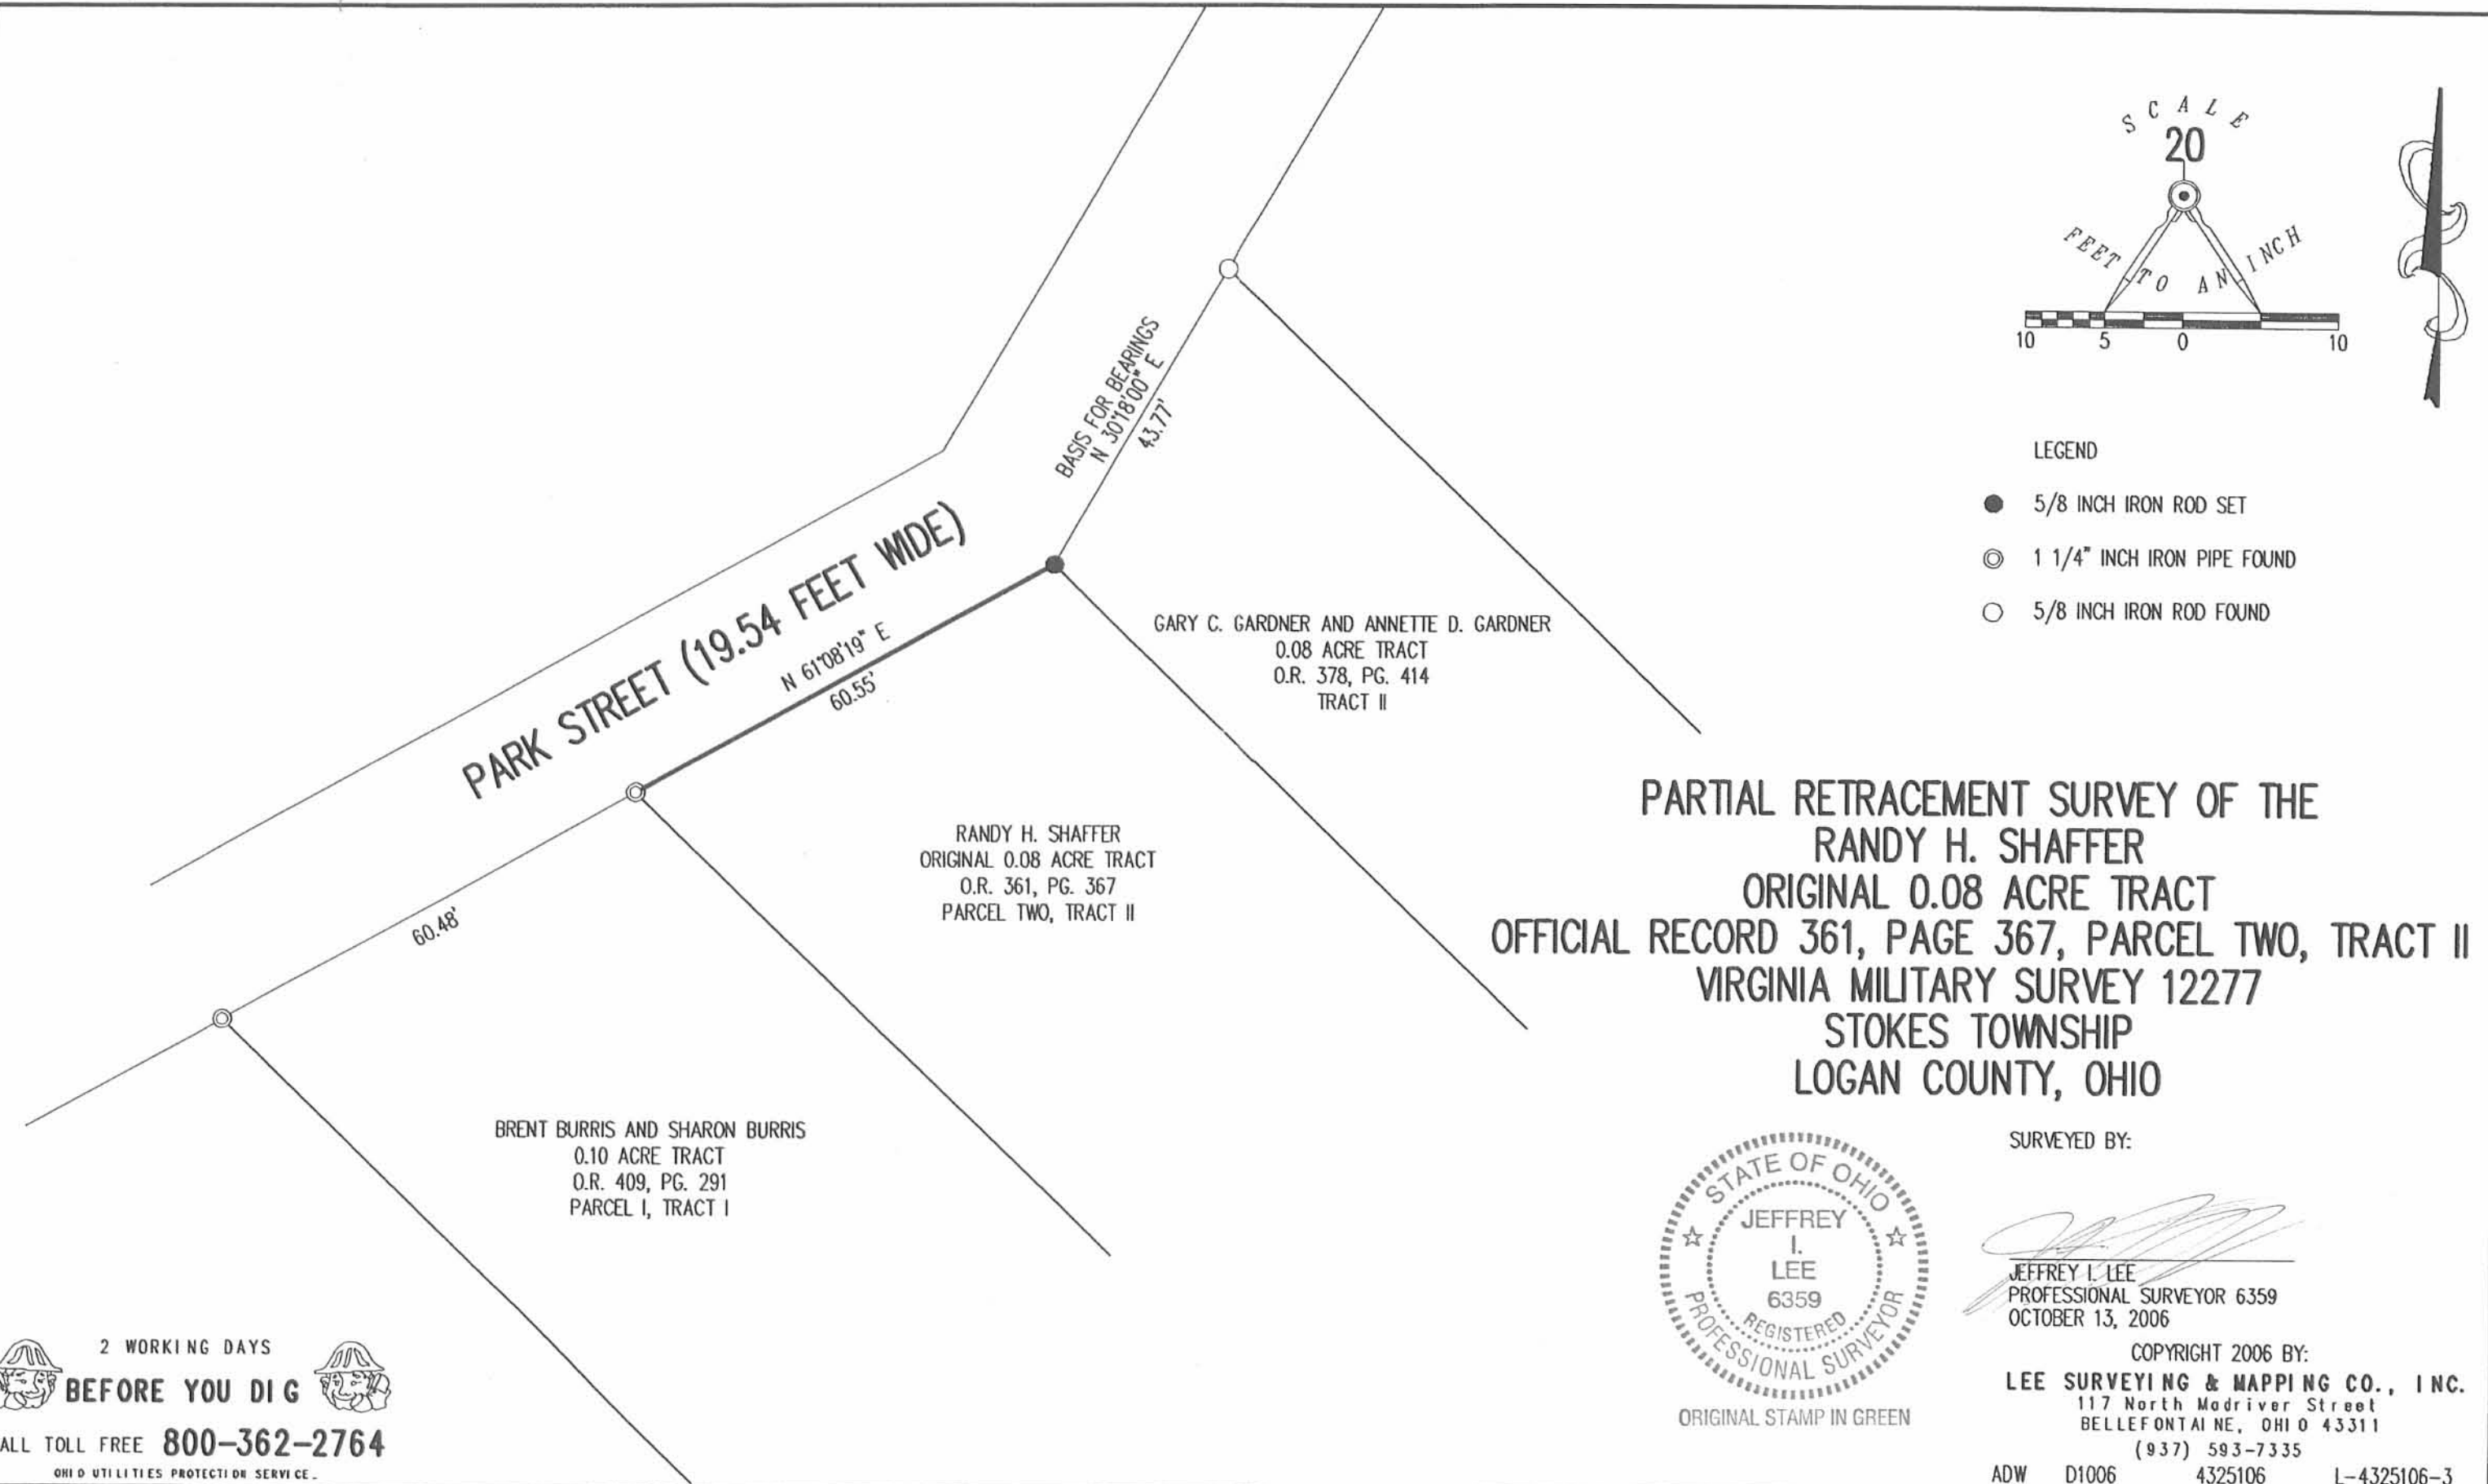 SCALE
20
FEET TO AN INCH
10 5 0 10
LEGEND
5/8 INCH IRON ROD SET
1 1/4" INCH IRON PIPE FOUND
5/8 INCH IRON ROD FOUND
BASIS FOR BEARINGS
N 30°18'00" E
43.77'
PARK STREET (19.54 FEET WIDE)
N 61°08'19" E
60.55'
60.48'
GARY C. GARDNER AND ANNETTE D. GARDNER
0.08 ACRE TRACT
O.R. 378, PG. 414
TRACT II
RANDY H. SHAFFER
ORIGINAL 0.08 ACRE TRACT
O.R. 361, PG. 367
PARCEL TWO, TRACT II
BRENT BURRIS AND SHARON BURRIS
0.10 ACRE TRACT
O.R. 409, PG. 291
PARCEL I, TRACT I
PARTIAL RETRACEMENT SURVEY OF THE
RANDY H. SHAFFER
ORIGINAL 0.08 ACRE TRACT
OFFICIAL RECORD 361, PAGE 367, PARCEL TWO, TRACT II
VIRGINIA MILITARY SURVEY 12277
STOKES TOWNSHIP
LOGAN COUNTY, OHIO
STATE OF OHIO
JEFFREY
I.
LEE
6359
REGISTERED
PROFESSIONAL SURVEYOR
ORIGINAL STAMP IN GREEN
SURVEYED BY:
JEFFREY I. LEE
PROFESSIONAL SURVEYOR 6359
OCTOBER 13, 2006
COPYRIGHT 2006 BY:
LEE SURVEYING & MAPPING CO., INC.
117 North Madriver Street
BELLEFONTAINE, OHIO 43311
(937) 593-7335
ADW D1006 4325106 L-4325106-3
2 WORKING DAYS
BEFORE YOU DIG
ALL TOLL FREE 800-362-2764
OHIO UTILITIES PROTECTION SERVICE.